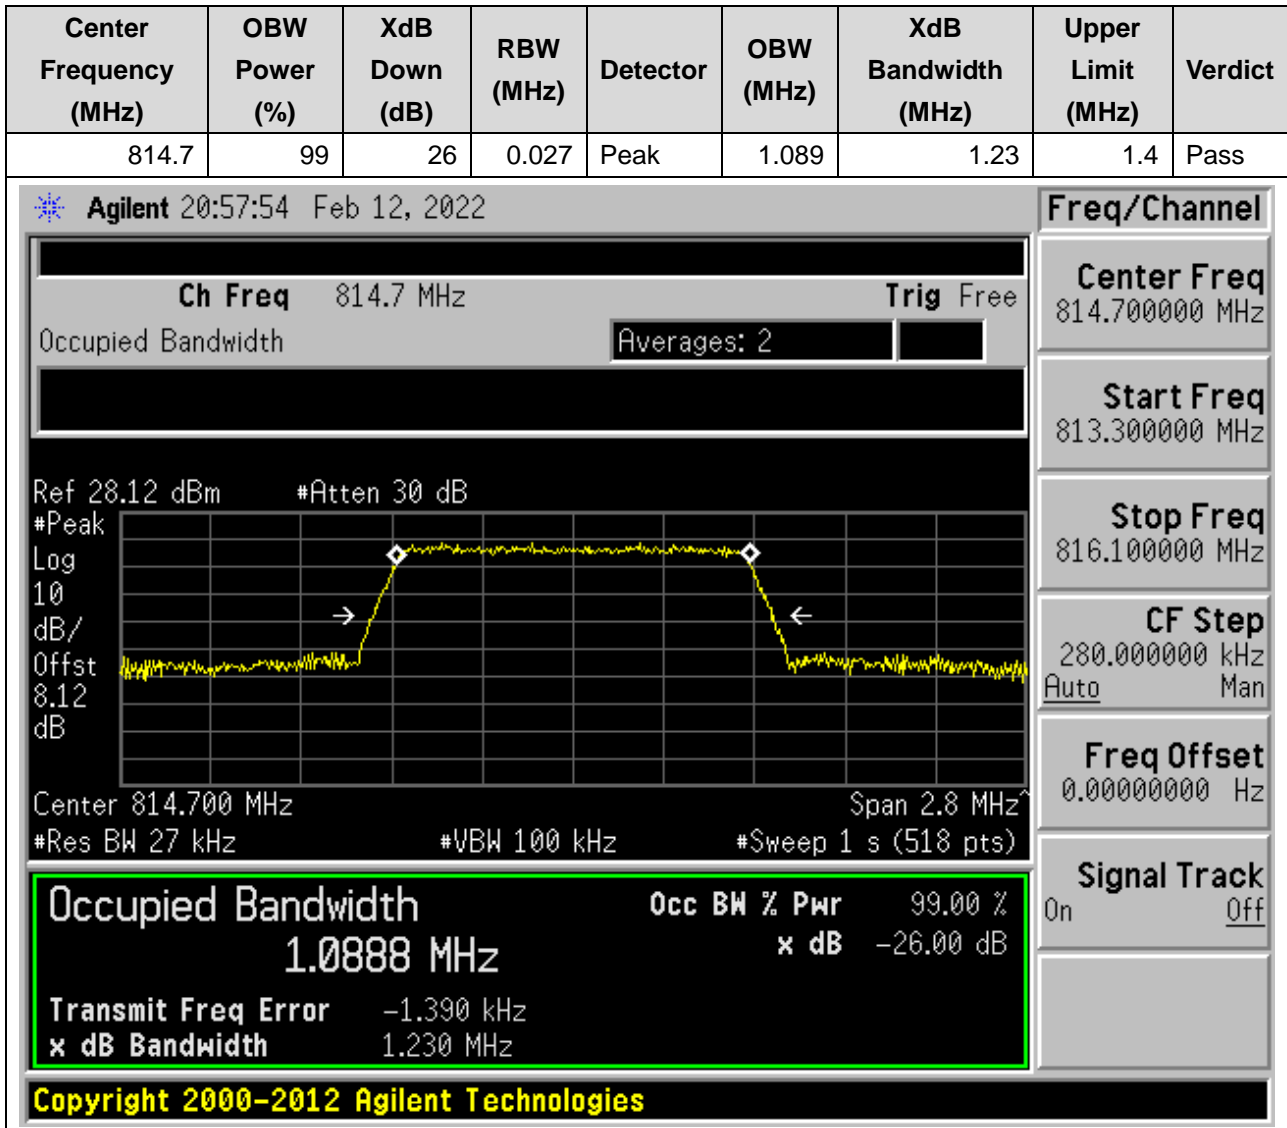 Center Frequency (MHz) OBW Power (%) XdB Down (dB) RBW (MHz) Detector OBW (MHz) XdB Bandwidth (MHz) Upper Limit (MHz) Verdict
814.7 99 26 0.027 Peak 1.089 1.23 1.4 Pass
Agilent 20:57:54 Feb 12, 2022
Freq/Channel
Ch Freq 814.7 MHz Trig Free
Occupied Bandwidth Averages: 2
Center Freq
814.700000 MHz
Start Freq
813.300000 MHz
Stop Freq
816.100000 MHz
CF Step
280.000000 kHz
Auto Man
Freq Offset
0.00000000 Hz
Signal Track
On Off
Ref 28.12 dBm #Atten 30 dB
#Peak
Log
10
dB/
Offst
8.12
dB
Center 814.700 MHz Span 2.8 MHz^
#Res BW 27 kHz #VBW 100 kHz #Sweep 1 s (518 pts)
Occupied Bandwidth Occ BW % Pwr 99.00 %
1.0888 MHz x dB -26.00 dB
Transmit Freq Error -1.390 kHz
x dB Bandwidth 1.230 MHz
Copyright 2000-2012 Agilent Technologies